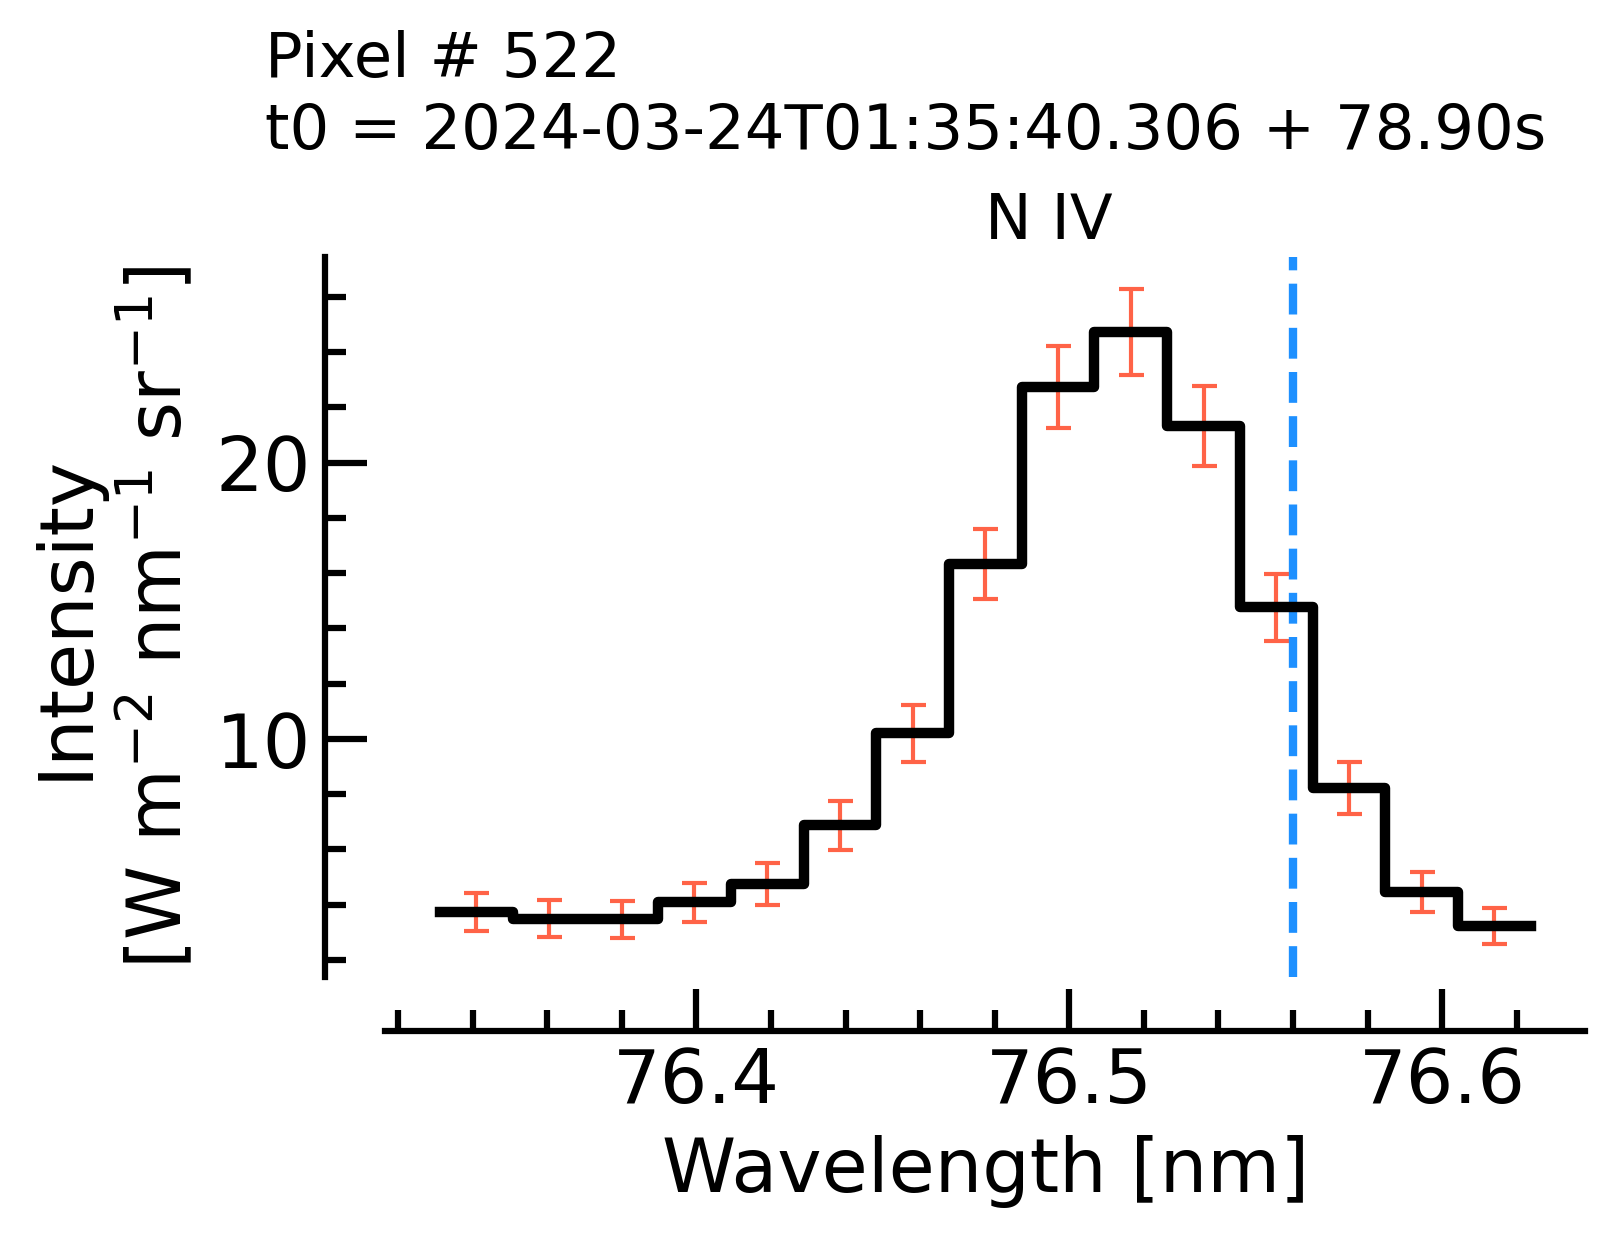 Pixel # 522
t0 = 2024-03-24T01:35:40.306 + 78.90s
N IV
Intensity
[W m⁻² nm⁻¹ sr⁻¹]
20
10
76.4 76.5 76.6
Wavelength [nm]